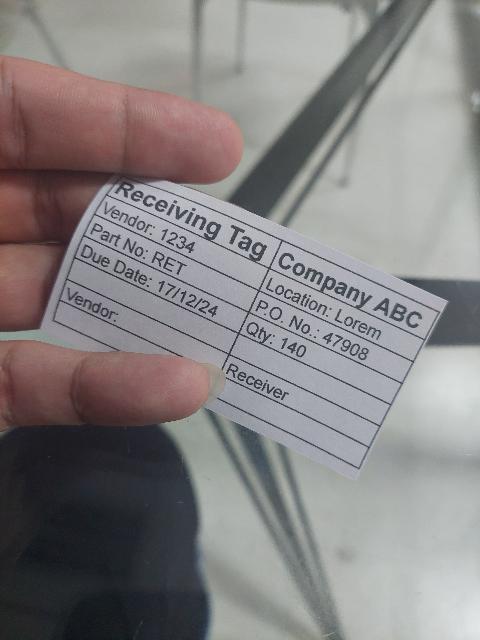 Receiving Tag Company ABC
Vendor: 1234 Location: Lorem
Part No: RET P.O. No.: 47908
Due Date: 17/12/24 Qty: 140
Vendor: Receiver